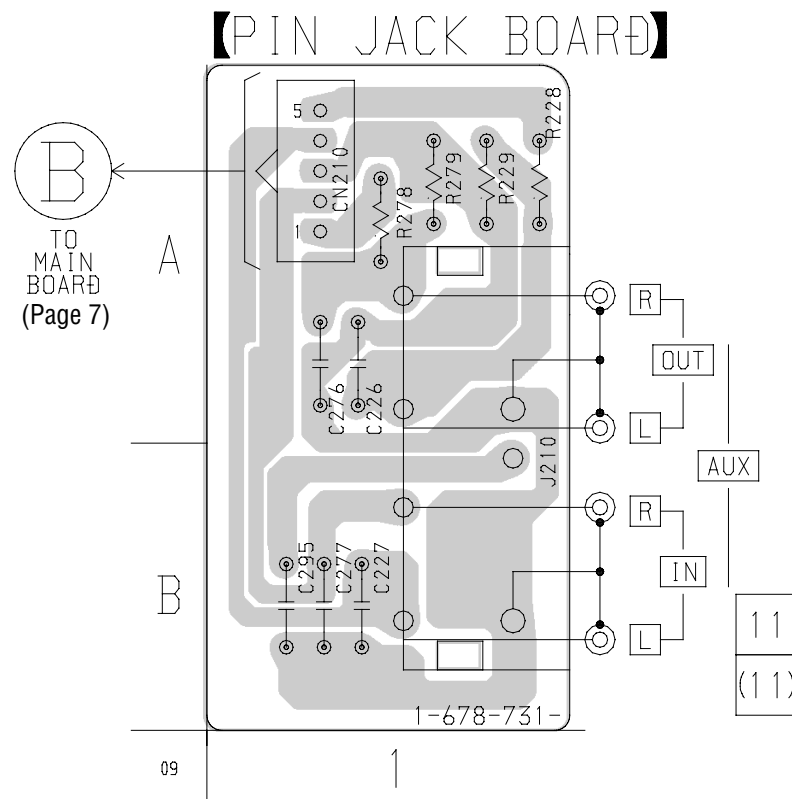 【PIN JACK BOARD】
B
TO
MAIN
BOARD
(Page 7)
A
5
CN210
1
R278
R279
R229
R228
R
OUT
L
C276
C226
J210
AUX
R
IN
L
B
C295
C277
C227
11
(11)
1-678-731-
09
1